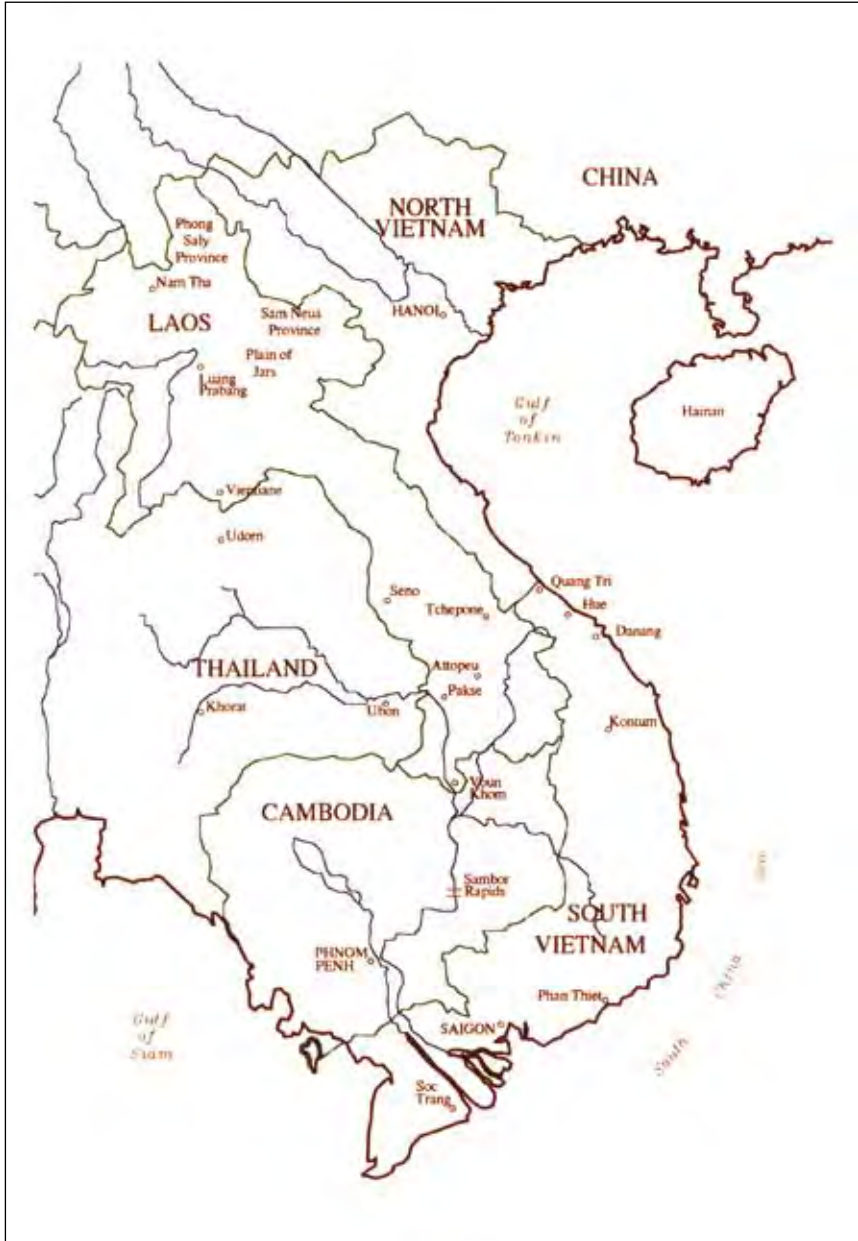 CHINA
NORTH
VIETNAM
Phong
Saly
Province
Nam Tha
HANOI
Sam Neua
Province
LAOS
Plain of
Jars
Luang
Prabang
Gulf
of
Tonkin
Hainan
Vientiane
Udorn
Seno
Tchepone
Quang Tri
Hue
Danang
THAILAND
Attopeu
Pakse
Khorat
Ubon
Kontum
Voun
Khom
CAMBODIA
Sambor
Rapids
SOUTH
VIETNAM
PHNOM
PENH
Phan Thiet
SAIGON
Gulf
of
Siam
South
China
Soc
Trang